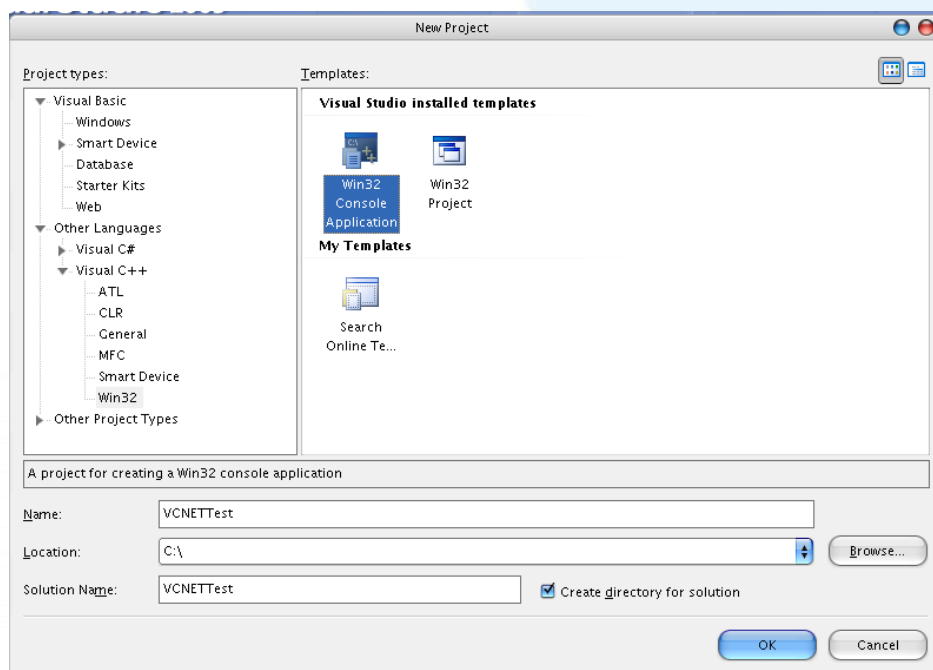 New Project
Project types:
Templates:
Visual Basic
Windows
Smart Device
Database
Starter Kits
Web
Other Languages
Visual C#
Visual C++
ATL
CLR
General
MFC
Smart Device
Win32
Other Project Types
Visual Studio installed templates
Win32
Console
Application
Win32
Project
My Templates
Search
Online Te...
A project for creating a Win32 console application
Name:
VCNETTest
Location:
C:\
Browse...
Solution Name:
VCNETTest
Create directory for solution
OK
Cancel